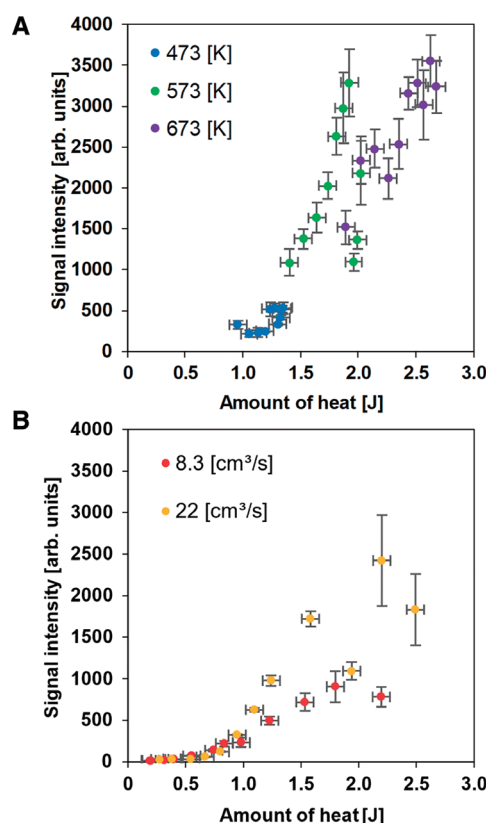 A
4000
3500
3000
2500
2000
1500
1000
500
0
Signal intensity [arb. units]
473 [K]
573 [K]
673 [K]
0 0.5 1.0 1.5 2.0 2.5 3.0
Amount of heat [J]
B
4000
3500
3000
2500
2000
1500
1000
500
0
Signal intensity [arb. units]
8.3 [cm³/s]
22 [cm³/s]
0 0.5 1.0 1.5 2.0 2.5 3.0
Amount of heat [J]